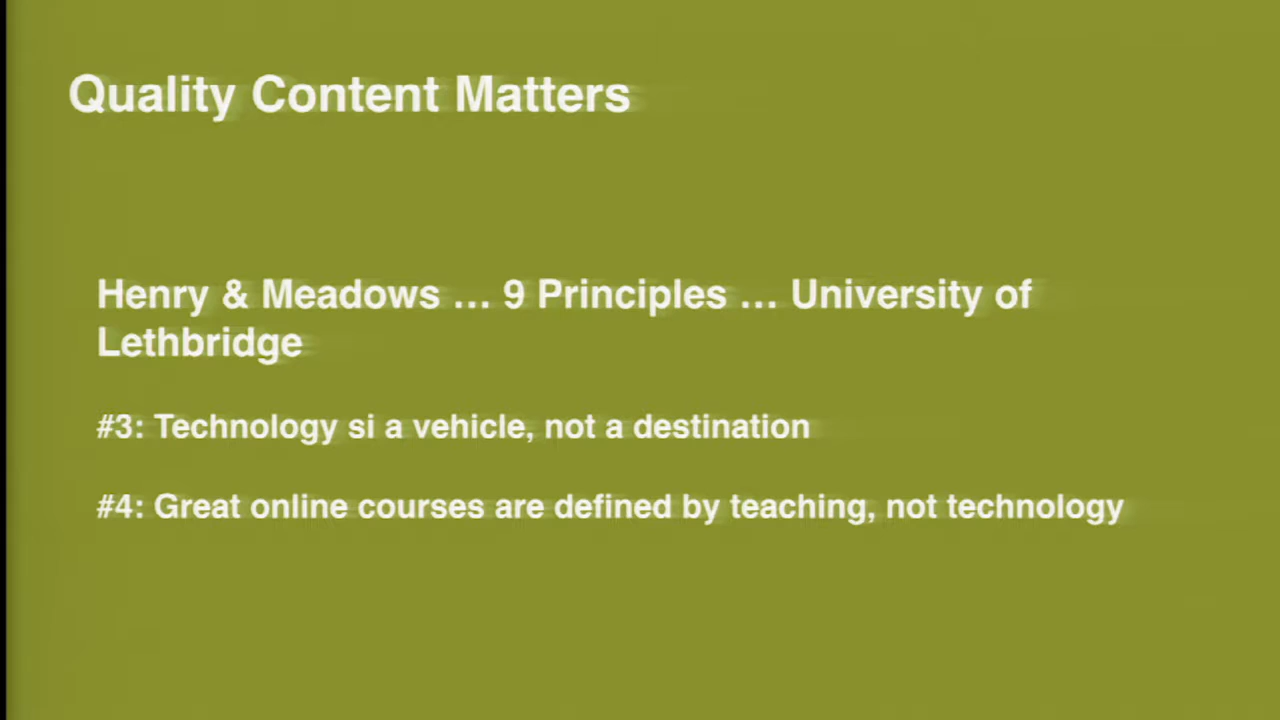 Quality Content Matters
Henry & Meadows ... 9 Principles ... University of
Lethbridge
#3: Technology si a vehicle, not a destination
#4: Great online courses are defined by teaching, not technology